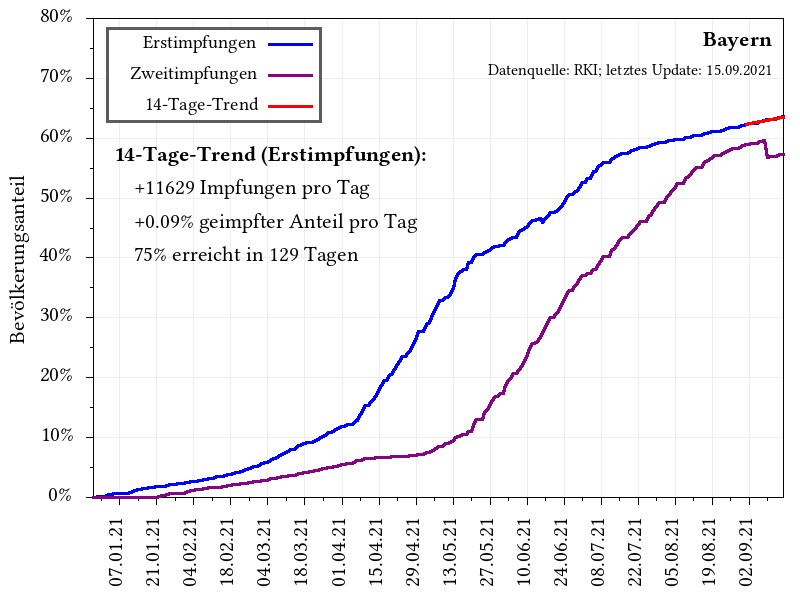 80%
70%
60%
50%
40%
30%
20%
10%
0%
Bevölkerungsanteil
Erstimpfungen
Zweitimpfungen
14-Tage-Trend
Bayern
Datenquelle: RKI; letztes Update: 15.09.2021
14-Tage-Trend (Erstimpfungen):
+11629 Impfungen pro Tag
+0.09% geimpfter Anteil pro Tag
75% erreicht in 129 Tagen
07.01.21
21.01.21
04.02.21
18.02.21
04.03.21
18.03.21
01.04.21
15.04.21
29.04.21
13.05.21
27.05.21
10.06.21
24.06.21
08.07.21
22.07.21
05.08.21
19.08.21
02.09.21